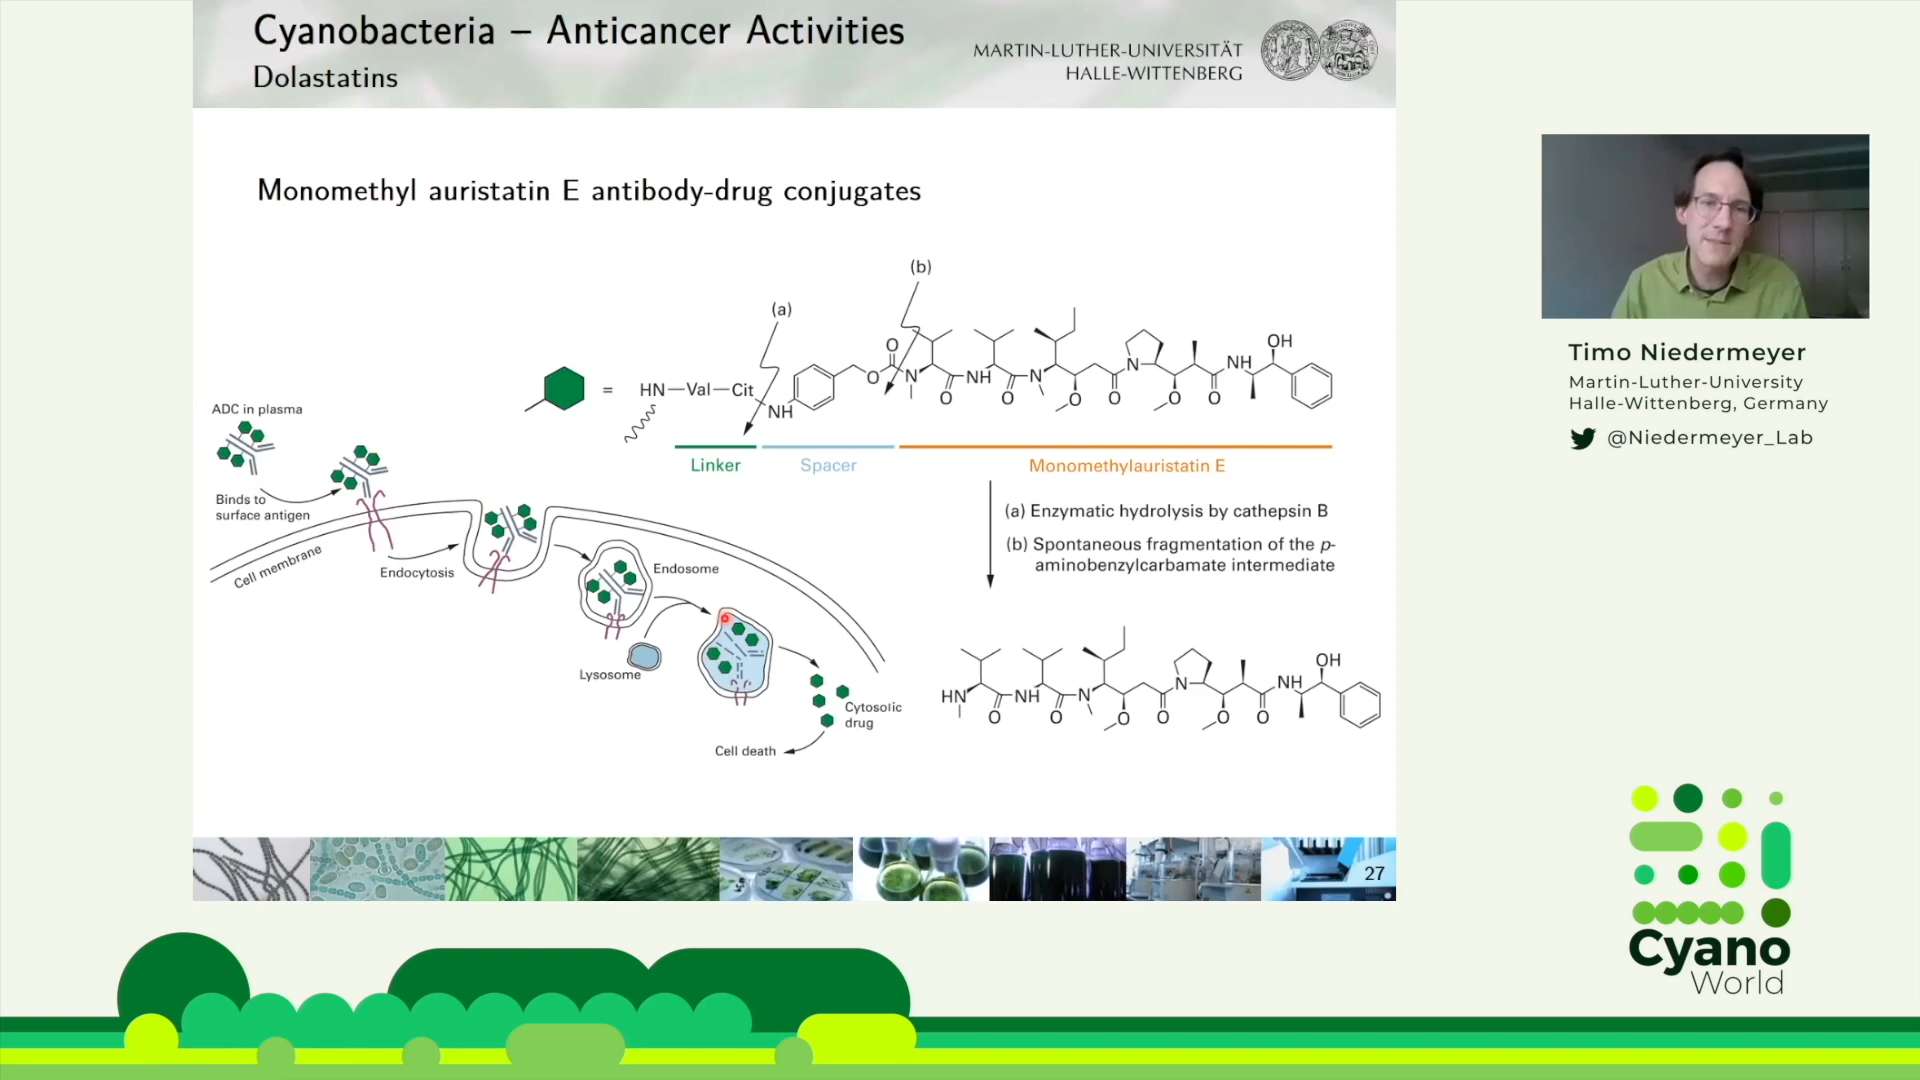 Cyanobacteria – Anticancer Activities
Dolastatins
MARTIN-LUTHER-UNIVERSITÄT
HALLE-WITTENBERG
Monomethyl auristatin E antibody-drug conjugates
(b)
(a)
OH
O
NH
N
O
O
N
NH
N
=
HN—Val—Cit
NH
O
O
O
O
O
O
Linker
Spacer
Monomethylauristatin E
(a) Enzymatic hydrolysis by cathepsin B
(b) Spontaneous fragmentation of the p-
aminobenzylcarbamate intermediate
ADC in plasma
Binds to
surface antigen
Cell membrane
Endocytosis
Endosome
Lysosome
Cytosolic
drug
Cell death
OH
N
NH
HN
NH
N
O
O
O
O
O
O
27
Timo Niedermeyer
Martin-Luther-University
Halle-Wittenberg, Germany
@Niedermeyer_Lab
Cyano
World